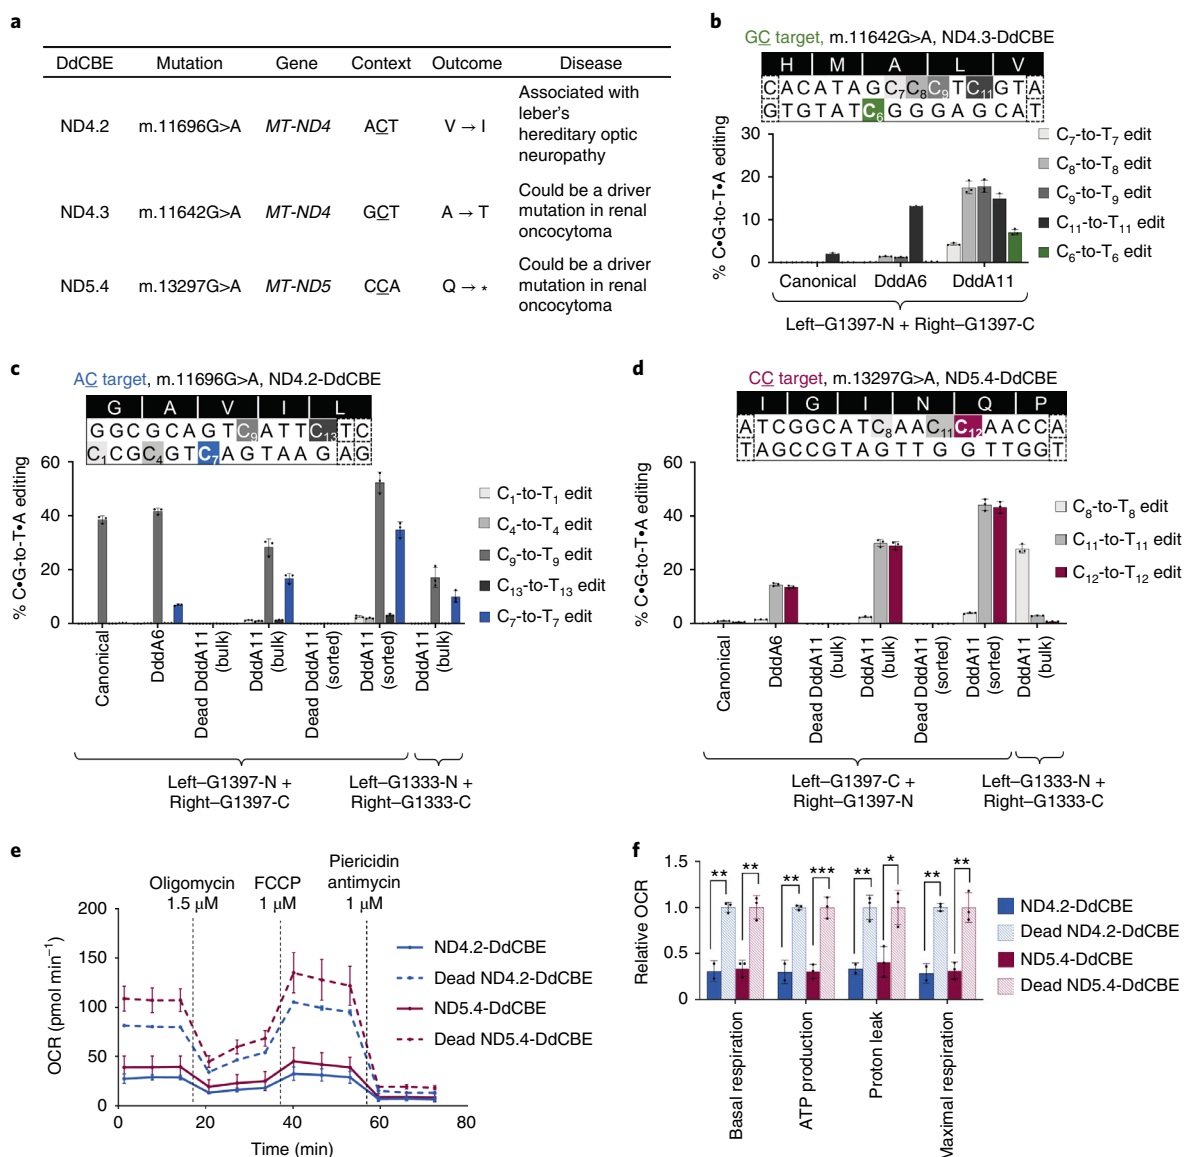 a
DdCBE Mutation Gene Context Outcome Disease
ND4.2 m.11696G>A MT-ND4 ACT V → I Associated with
leber's
hereditary optic
neuropathy
ND4.3 m.11642G>A MT-ND4 GCT A → T Could be a driver
mutation in renal
oncocytoma
ND5.4 m.13297G>A MT-ND5 CCA Q → * Could be a driver
mutation in renal
oncocytoma
b
GC target, m.11642G>A, ND4.3-DdCBE
H M A L V
C A C A T A G C7 C8 C9 T C11 G T A
G T G T A T C6 G G G A G C A T
% C•G-to-T•A editing
30
20
10
0
Canonical DddA6 DddA11
Left–G1397-N + Right–G1397-C
C7-to-T7 edit
C8-to-T8 edit
C9-to-T9 edit
C11-to-T11 edit
C6-to-T6 edit
c
AC target, m.11696G>A, ND4.2-DdCBE
G A V I L
G G C G C A G T C9 A T T C13 T C
C1 C G C4 G T C7 A G T A A G A G
% C•G-to-T•A editing
60
40
20
0
Canonical
DddA6
Dead DddA11
(bulk)
DddA11
(bulk)
Dead DddA11
(sorted)
DddA11
(sorted)
DddA11
(bulk)
Left–G1397-N +
Right–G1397-C
Left–G1333-N +
Right–G1333-C
C1-to-T1 edit
C4-to-T4 edit
C9-to-T9 edit
C13-to-T13 edit
C7-to-T7 edit
d
CC target, m.13297G>A, ND5.4-DdCBE
I G I N Q P
A T C G G C A T C8 A A C11 C12 A A C C A
T A G C C G T A G T T G G T T G G T
% C•G-to-T•A editing
60
40
20
0
Canonical
DddA6
Dead DddA11
(bulk)
DddA11
(bulk)
Dead DddA11
(sorted)
DddA11
(sorted)
DddA11
(bulk)
Left–G1397-C +
Right–G1397-N
Left–G1333-N +
Right–G1333-C
C8-to-T8 edit
C11-to-T11 edit
C12-to-T12 edit
e
Oligomycin
1.5 µM
FCCP
1 µM
Piericidin
antimycin
1 µM
OCR (pmol min−1)
200
150
100
50
0
0 20 40 60 80
Time (min)
ND4.2-DdCBE
Dead ND4.2-DdCBE
ND5.4-DdCBE
Dead ND5.4-DdCBE
f
Relative OCR
1.5
1.0
0.5
0
** ** ** *** ** * ** **
Basal respiration
ATP production
Proton leak
Maximal respiration
ND4.2-DdCBE
Dead ND4.2-DdCBE
ND5.4-DdCBE
Dead ND5.4-DdCBE